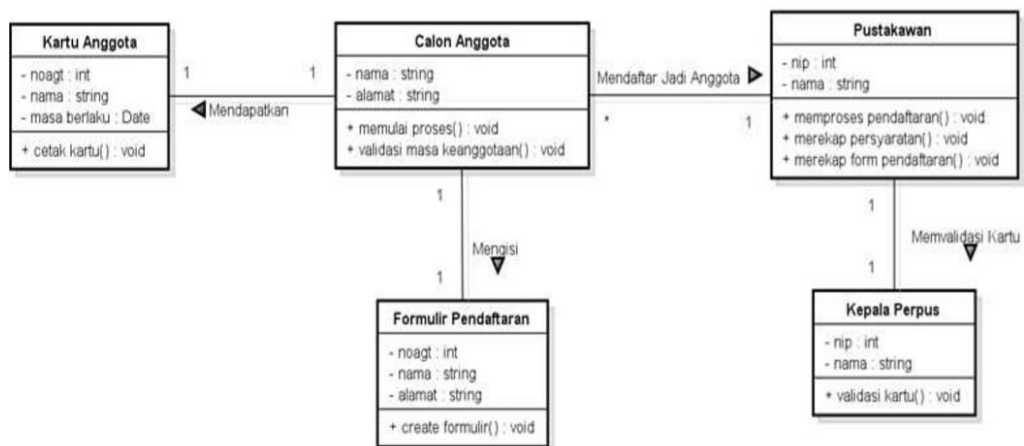 Kartu Anggota
- noagt : int
- nama : string
- masa berlaku : Date
+ cetak kartu() : void
1
1
Mendapatkan
Calon Anggota
- nama : string
- alamat : string
+ memulai proses() : void
+ validasi masa keanggotaan() : void
Mendaftar Jadi Anggota
*
1
Pustakawan
- nip : int
- nama : string
+ memproses pendaftaran() : void
+ merekap persyaratan() : void
+ merekap form pendaftaran() : void
1
Mengisi
1
Formulir Pendaftaran
- noagt : int
- nama : string
- alamat : string
+ create formulir() : void
1
Memvalidasi Kartu
1
Kepala Perpus
- nip : int
- nama : string
+ validasi kartu() : void